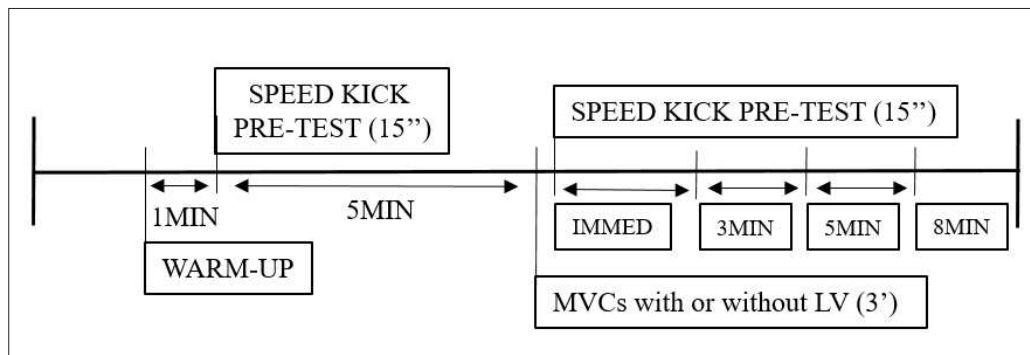 SPEED KICK
PRE-TEST (15’’)
SPEED KICK PRE-TEST (15’’)
1MIN
5MIN
IMMED
3MIN
5MIN
8MIN
WARM-UP
MVCs with or without LV (3’)